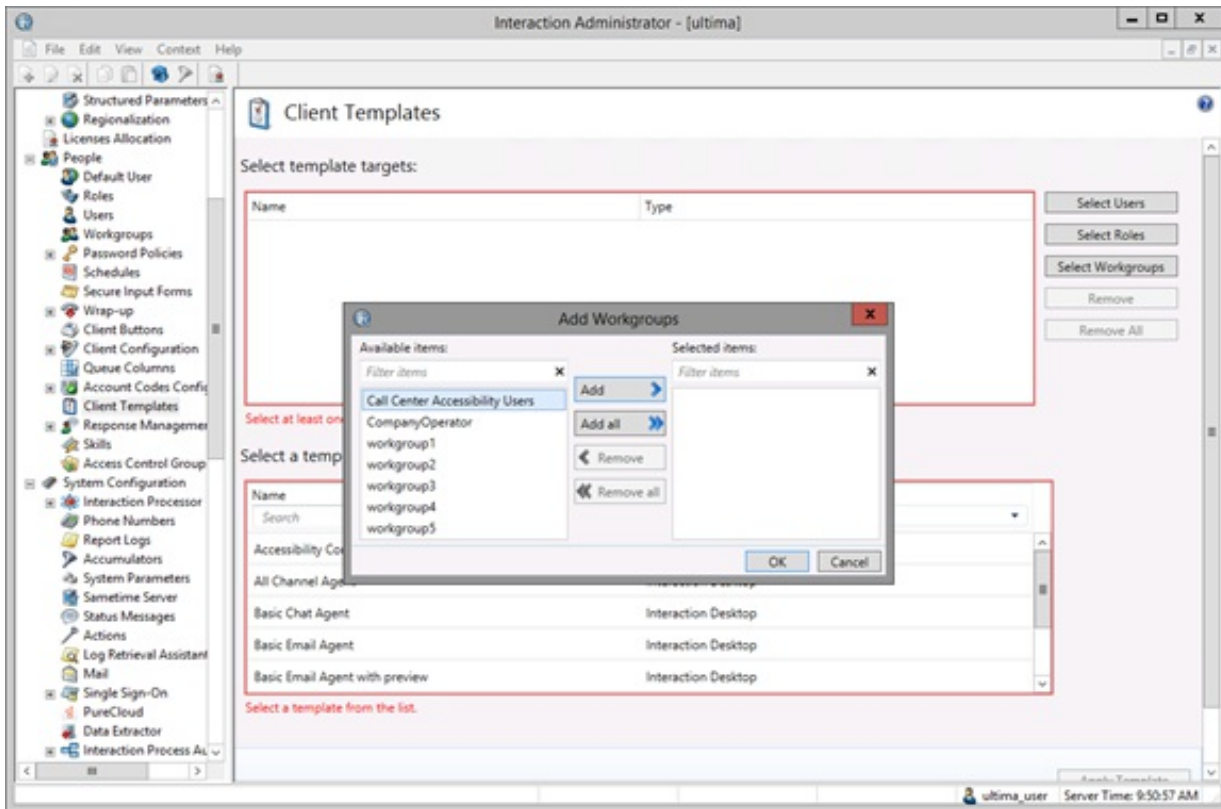 Interaction Administrator - [ultima]
File Edit View Context Help
Structured Parameters
Regionalization
Licenses Allocation
People
Default User
Roles
Users
Workgroups
Password Policies
Schedules
Secure Input Forms
Wrap-up
Client Buttons
Client Configuration
Queue Columns
Account Codes Config
Client Templates
Response Managemen
Skills
Access Control Group
System Configuration
Interaction Processor
Phone Numbers
Report Logs
Accumulators
System Parameters
Sametime Server
Status Messages
Actions
Log Retrieval Assistant
Mail
Single Sign-On
PureCloud
Data Extractor
Interaction Process Au
Client Templates
Select template targets:
Name Type
Select Users
Select Roles
Select Workgroups
Remove
Remove All
Select at least on
Select a temp
Name
Search
Accessibility Co
All Channel Age
Basic Chat Agent Interaction Desktop
Basic Email Agent Interaction Desktop
Basic Email Agent with preview Interaction Desktop
Select a template from the list.
Add Workgroups
Available items: Selected items:
Filter items Filter items
Call Center Accessibility Users
CompanyOperator
workgroup1
workgroup2
workgroup3
workgroup4
workgroup5
Add
Add all
Remove
Remove all
OK Cancel
Apply Template
ultima_user Server Time: 9:50:57 AM